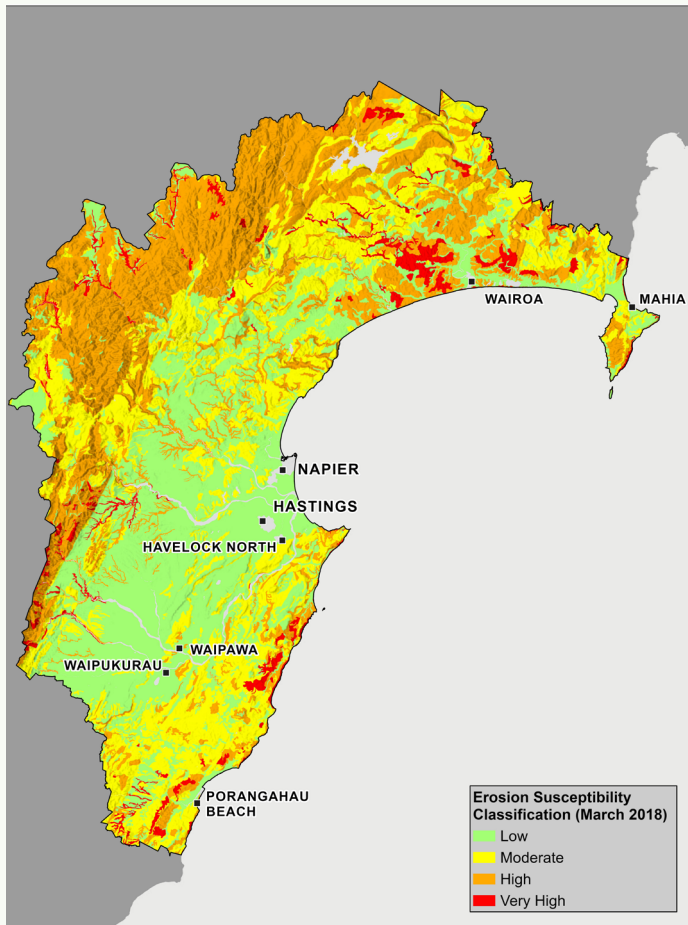 WAIROA
MAHIA
NAPIER
HASTINGS
HAVELOCK NORTH
WAIPAWA
WAIPUKURAU
PORANGAHAU
BEACH
Erosion Susceptibility
Classification (March 2018)
Low
Moderate
High
Very High